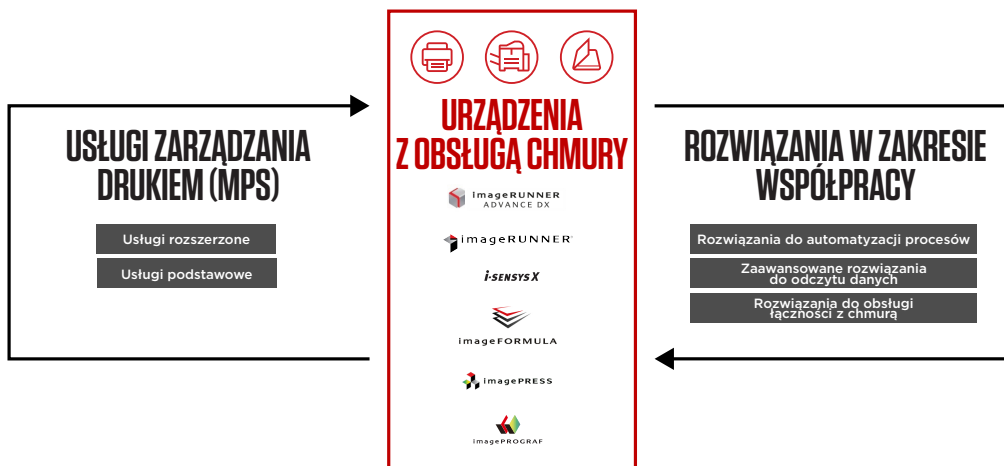 USŁUGI ZARZĄDZANIA
DRUKIEM (MPS)
Usługi rozszerzone
Usługi podstawowe
URZĄDZENIA
Z OBSŁUGĄ CHMURY
imageRUNNER
ADVANCE DX
imageRUNNER
i-SENSYS X
imageFORMULA
imagePRESS
imagePROGRAF
ROZWIĄZANIA W ZAKRESIE
WSPÓŁPRACY
Rozwiązania do automatyzacji procesów
Zaawansowane rozwiązania
do odczytu danych
Rozwiązania do obsługi
łączności z chmurą